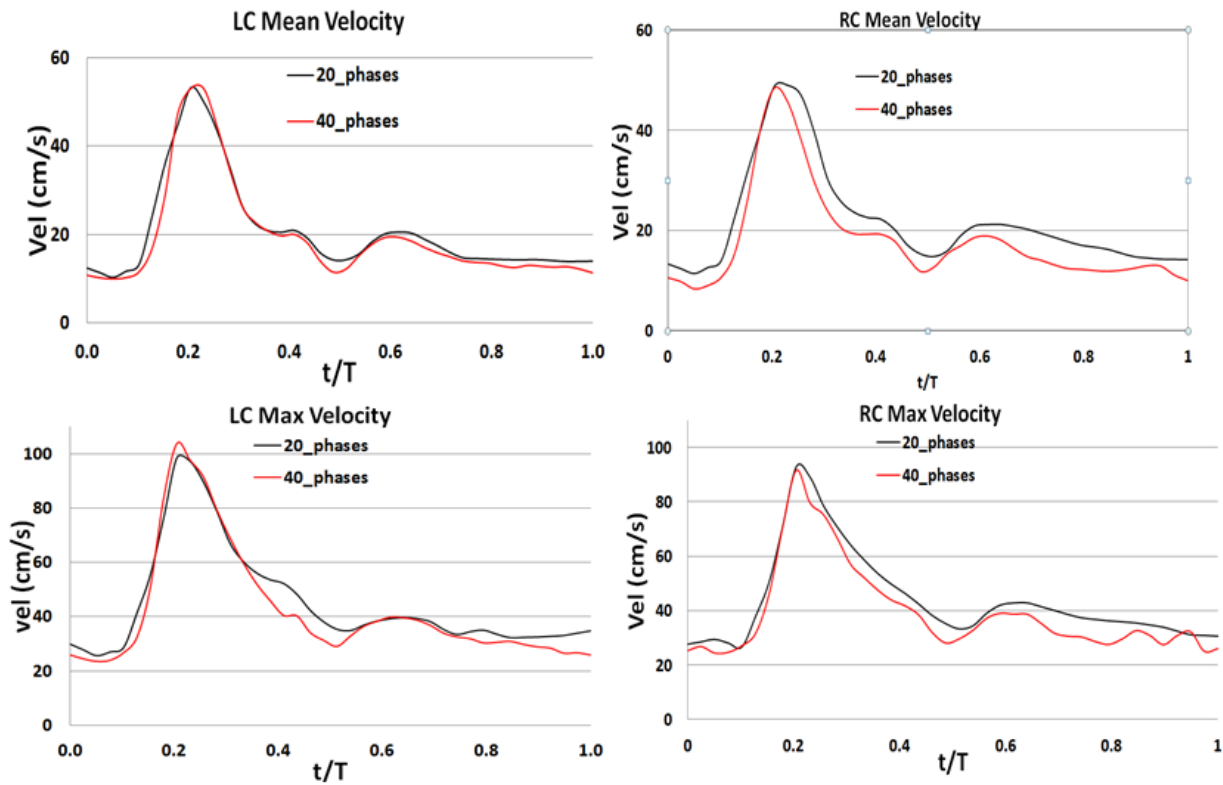 LC Mean Velocity
60
40
20
0
Vel (cm/s)
20_phases
40_phases
0.0 0.2 0.4 0.6 0.8 1.0
t/T
RC Mean Velocity
60
40
20
0
Vel (cm/s)
20_phases
40_phases
0 0.2 0.4 0.6 0.8 1
t/T
LC Max Velocity
100
80
60
40
20
0
vel (cm/s)
20_phases
40_phases
0.0 0.2 0.4 0.6 0.8 1.0
t/T
RC Max Velocity
100
80
60
40
20
0
Vel (cm/s)
20_phases
40_phases
0 0.2 0.4 0.6 0.8 1
t/T